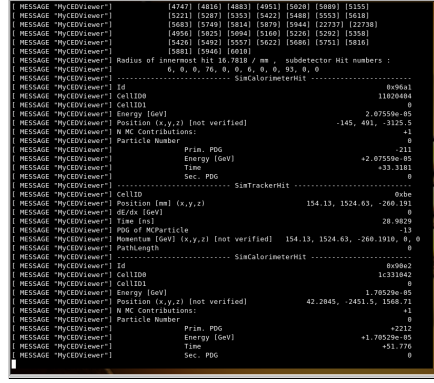 [ MESSAGE "MyCEDViewer"] [4747] [4816] [4883] [4951] [5020] [5089] [5155]
[ MESSAGE "MyCEDViewer"] [5221] [5287] [5353] [5422] [5488] [5553] [5618]
[ MESSAGE "MyCEDViewer"] [5683] [5749] [5814] [5879] [5944] [22737] [22738]
[ MESSAGE "MyCEDViewer"] [4956] [5025] [5094] [5160] [5226] [5292] [5358]
[ MESSAGE "MyCEDViewer"] [5426] [5492] [5557] [5622] [5686] [5751] [5816]
[ MESSAGE "MyCEDViewer"] [5881] [5946] [6010]
[ MESSAGE "MyCEDViewer"] Radius of innermost hit 16.7818 / mm , subdetector Hit numbers :
[ MESSAGE "MyCEDViewer"] 6, 0, 0, 76, 0, 0, 6, 0, 0, 93, 0, 0
[ MESSAGE "MyCEDViewer"] --------------------------- SimCalorimeterHit ------------------------
[ MESSAGE "MyCEDViewer"] Id 0x96a1
[ MESSAGE "MyCEDViewer"] CellID0 11020404
[ MESSAGE "MyCEDViewer"] CellID1 0
[ MESSAGE "MyCEDViewer"] Energy [GeV] 2.07559e-05
[ MESSAGE "MyCEDViewer"] Position (x,y,z) [not verified] -145, 491, -3125.5
[ MESSAGE "MyCEDViewer"] N MC Contributions: +1
[ MESSAGE "MyCEDViewer"] Particle Number 0
[ MESSAGE "MyCEDViewer"] Prim. PDG -211
[ MESSAGE "MyCEDViewer"] Energy [GeV] +2.07559e-05
[ MESSAGE "MyCEDViewer"] Time +33.3181
[ MESSAGE "MyCEDViewer"] Sec. PDG 0
[ MESSAGE "MyCEDViewer"] --------------------------- SimTrackerHit ---------------------------
[ MESSAGE "MyCEDViewer"] CellID 0xbe
[ MESSAGE "MyCEDViewer"] Position [mm] (x,y,z) 154.13, 1524.63, -260.191
[ MESSAGE "MyCEDViewer"] dE/dx [GeV] 0
[ MESSAGE "MyCEDViewer"] Time [ns] 28.9829
[ MESSAGE "MyCEDViewer"] PDG of MCParticle -13
[ MESSAGE "MyCEDViewer"] Momentum [GeV] (x,y,z) [not verified] 154.13, 1524.63, -260.1910, 0, 0
[ MESSAGE "MyCEDViewer"] PathLength 0
[ MESSAGE "MyCEDViewer"] --------------------------- SimCalorimeterHit ------------------------
[ MESSAGE "MyCEDViewer"] Id 0x90e2
[ MESSAGE "MyCEDViewer"] CellID0 1c331042
[ MESSAGE "MyCEDViewer"] CellID1 0
[ MESSAGE "MyCEDViewer"] Energy [GeV] 1.70529e-05
[ MESSAGE "MyCEDViewer"] Position (x,y,z) [not verified] 42.2045, -2451.5, 1568.71
[ MESSAGE "MyCEDViewer"] N MC Contributions: +1
[ MESSAGE "MyCEDViewer"] Particle Number 0
[ MESSAGE "MyCEDViewer"] Prim. PDG +2212
[ MESSAGE "MyCEDViewer"] Energy [GeV] +1.70529e-05
[ MESSAGE "MyCEDViewer"] Time +51.776
[ MESSAGE "MyCEDViewer"] Sec. PDG 0